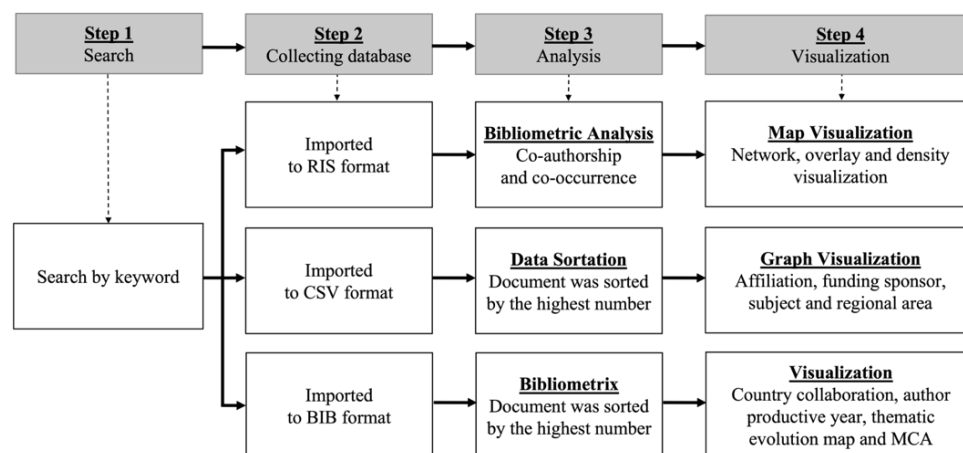 Step 1
Search
Step 2
Collecting database
Step 3
Analysis
Step 4
Visualization
Search by keyword
Imported
to RIS format
Bibliometric Analysis
Co-authorship
and co-occurrence
Map Visualization
Network, overlay and density
visualization
Imported
to CSV format
Data Sortation
Document was sorted
by the highest number
Graph Visualization
Affiliation, funding sponsor,
subject and regional area
Imported
to BIB format
Bibliometrix
Document was sorted
by the highest number
Visualization
Country collaboration, author
productive year, thematic
evolution map and MCA